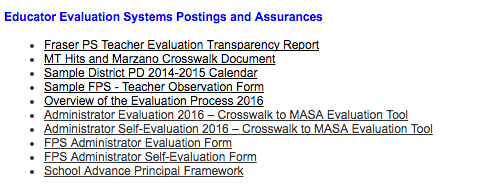 Educator Evaluation Systems Postings and Assurances
Fraser PS Teacher Evaluation Transparency Report
MT Hits and Marzano Crosswalk Document
Sample District PD 2014-2015 Calendar
Sample FPS - Teacher Observation Form
Overview of the Evaluation Process 2016
Administrator Evaluation 2016 – Crosswalk to MASA Evaluation Tool
Administrator Self-Evaluation 2016 – Crosswalk to MASA Evaluation Tool
FPS Administrator Evaluation Form
FPS Administrator Self-Evaluation Form
School Advance Principal Framework